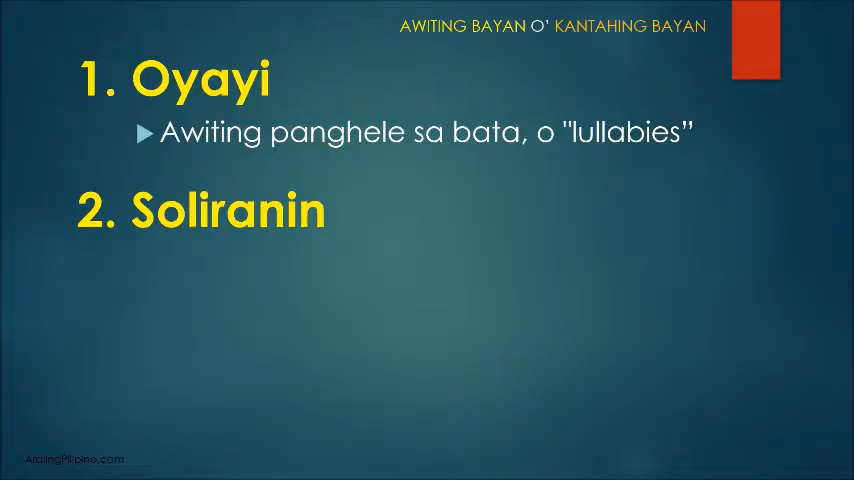 AWITING BAYAN O' KANTAHING BAYAN
1. Oyayi
Awiting panghele sa bata, o "lullabies”
2. Soliranin
AralingPilipino.com